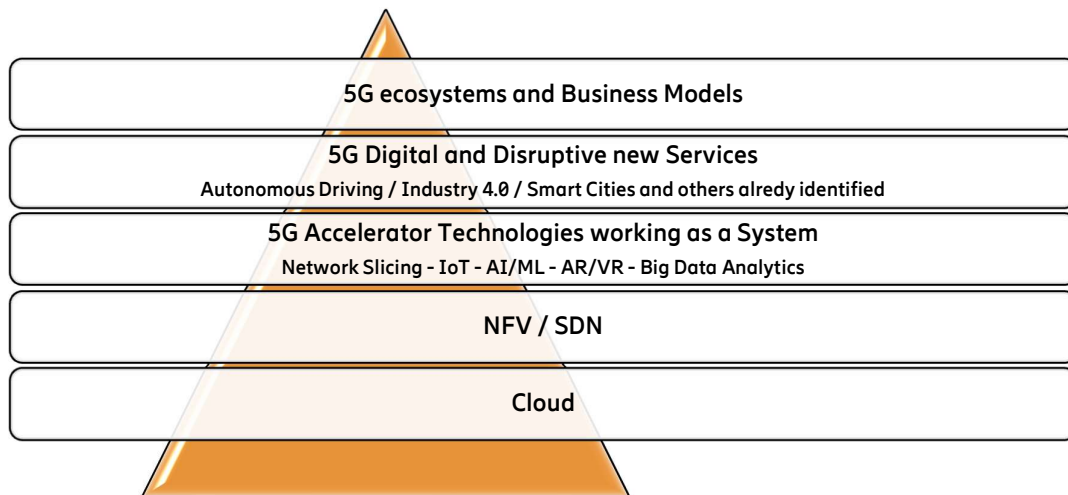 5G ecosystems and Business Models
5G Digital and Disruptive new Services
Autonomous Driving / Industry 4.0 / Smart Cities and others alredy identified
5G Accelerator Technologies working as a System
Network Slicing - IoT - AI/ML - AR/VR - Big Data Analytics
NFV / SDN
Cloud